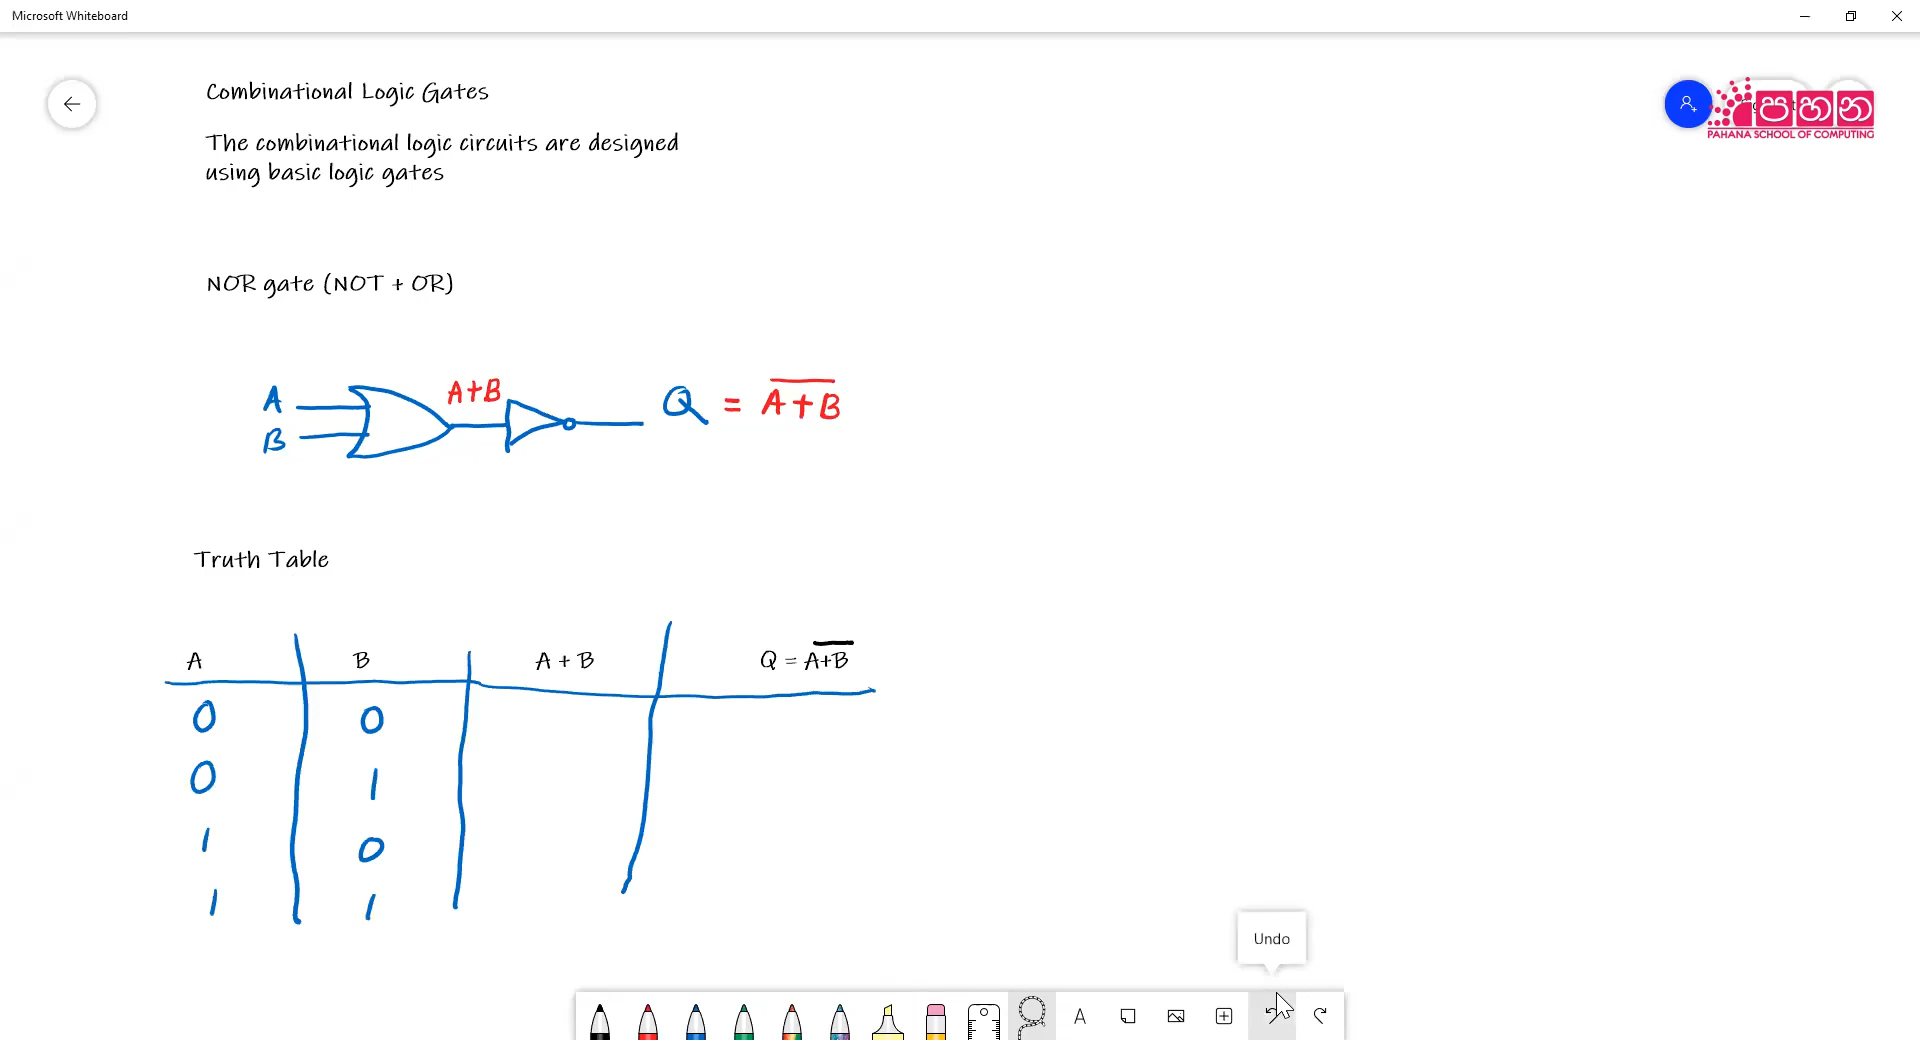 Microsoft Whiteboard
Combinational Logic Gates
The combinational logic circuits are designed
using basic logic gates
පහන
PAHANA SCHOOL OF COMPUTING
NOR gate (NOT + OR)
A
B
A+B
Q = A̅+̅B̅
Truth Table
A B A + B Q = A̅+̅B̅
0 0
0 1
1 0
1 1
Undo
A